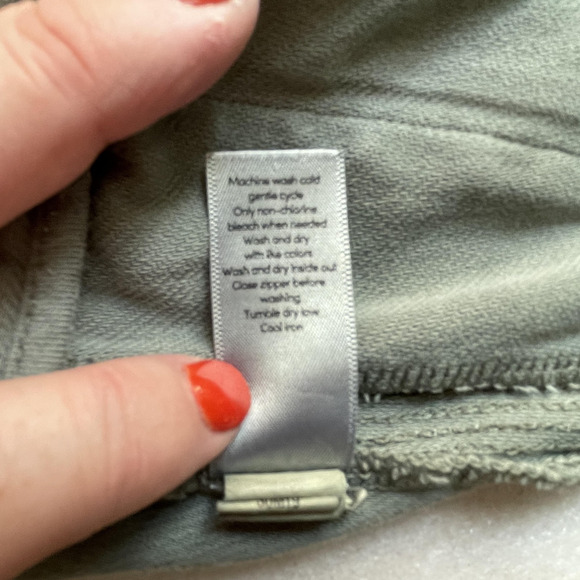 Machine wash cold
gentle cycle
Only non-chlorine
bleach when needed
Wash and dry
with like colors
Wash and dry inside out
Close zipper before
washing
Tumble dry low
Cool iron